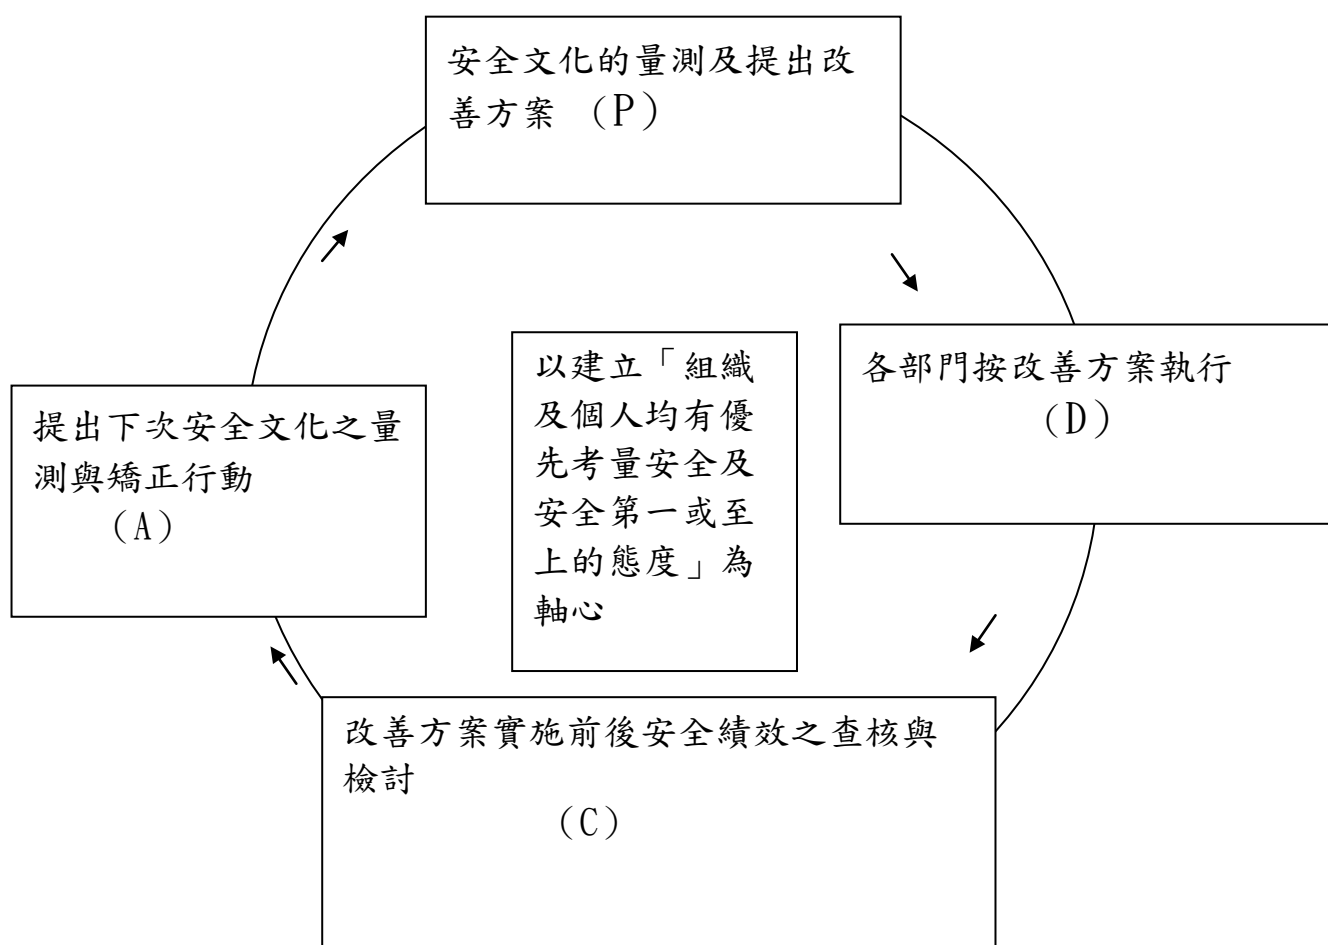 安全文化的量測及提出改
善方案 （P）
各部門按改善方案執行
（D）
以建立「組織
及個人均有優
先考量安全及
安全第一或至
上的態度」為
軸心
提出下次安全文化之量
測與矯正行動
（A）
改善方案實施前後安全績效之查核與
檢討
（C）